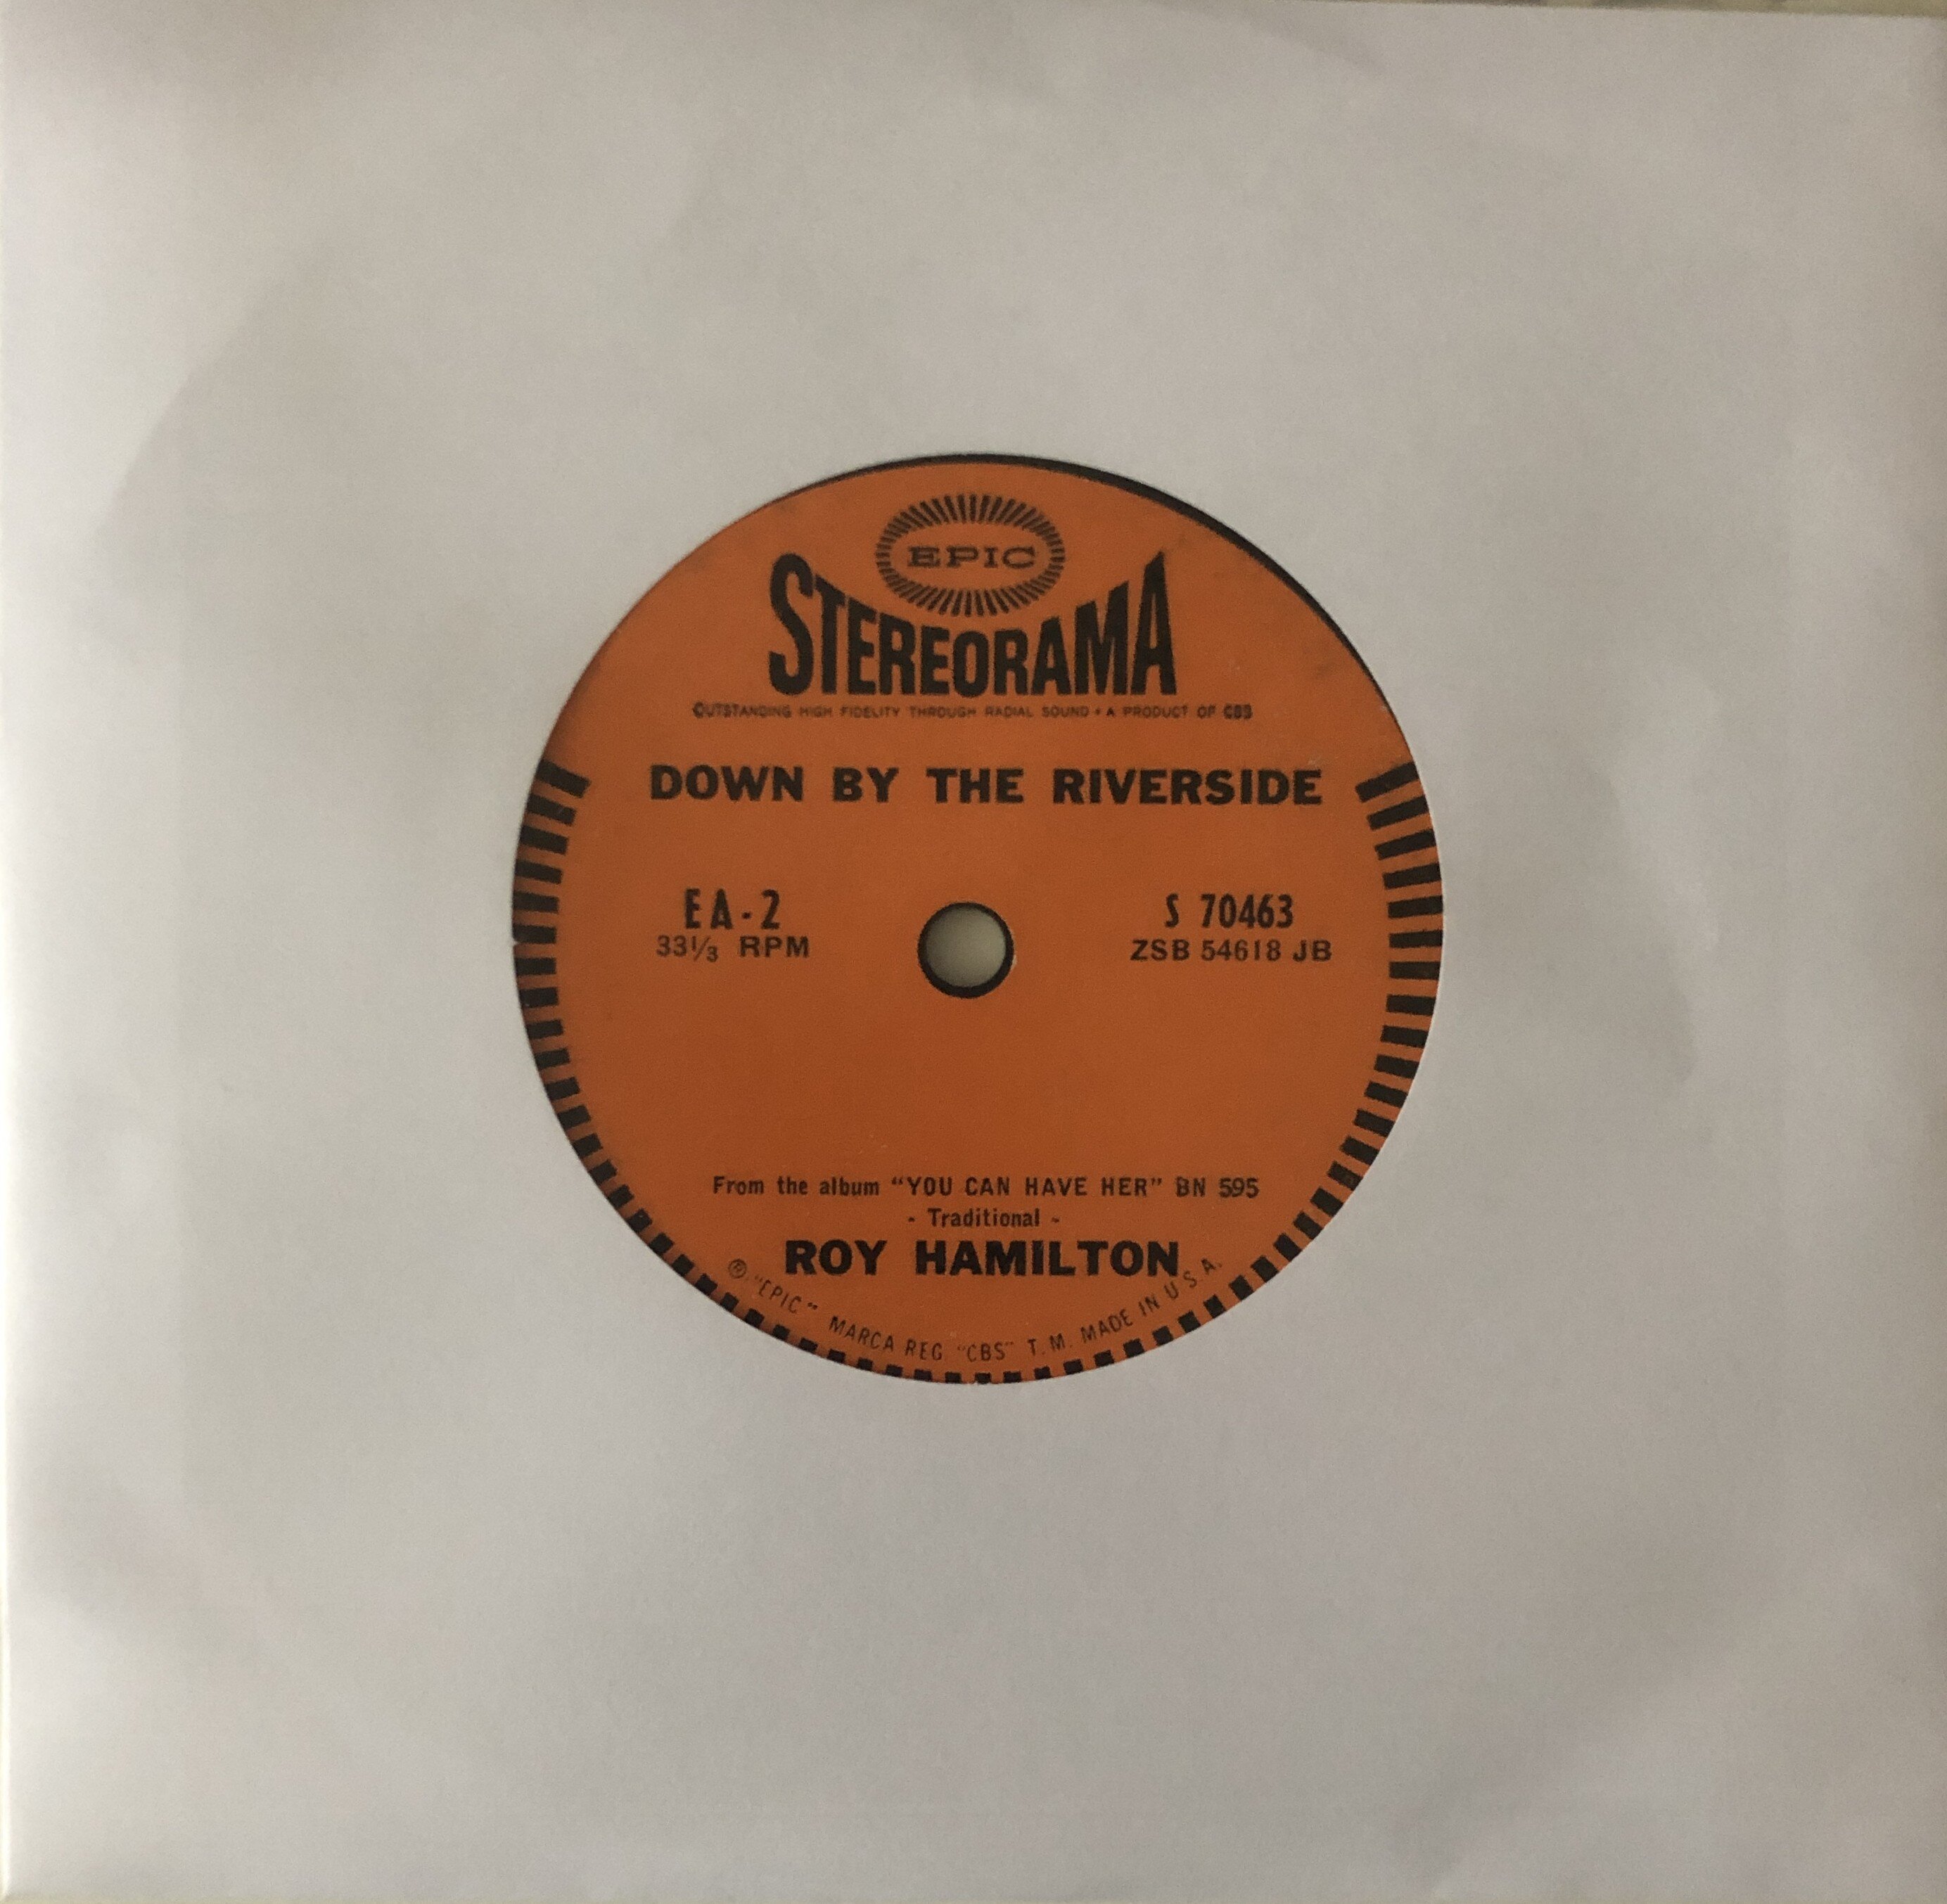 EPIC
STEREORAMA
OUTSTANDING HIGH FIDELITY THROUGH RADIAL SOUND • A PRODUCT OF CBS
DOWN BY THE RIVERSIDE
EA-2
33⅓ RPM
S 70463
ZSB 54618 JB
From the album "YOU CAN HAVE HER" BN 595
- Traditional -
ROY HAMILTON
® "EPIC" MARCA REG. "CBS" T. M. MADE IN U.S.A.